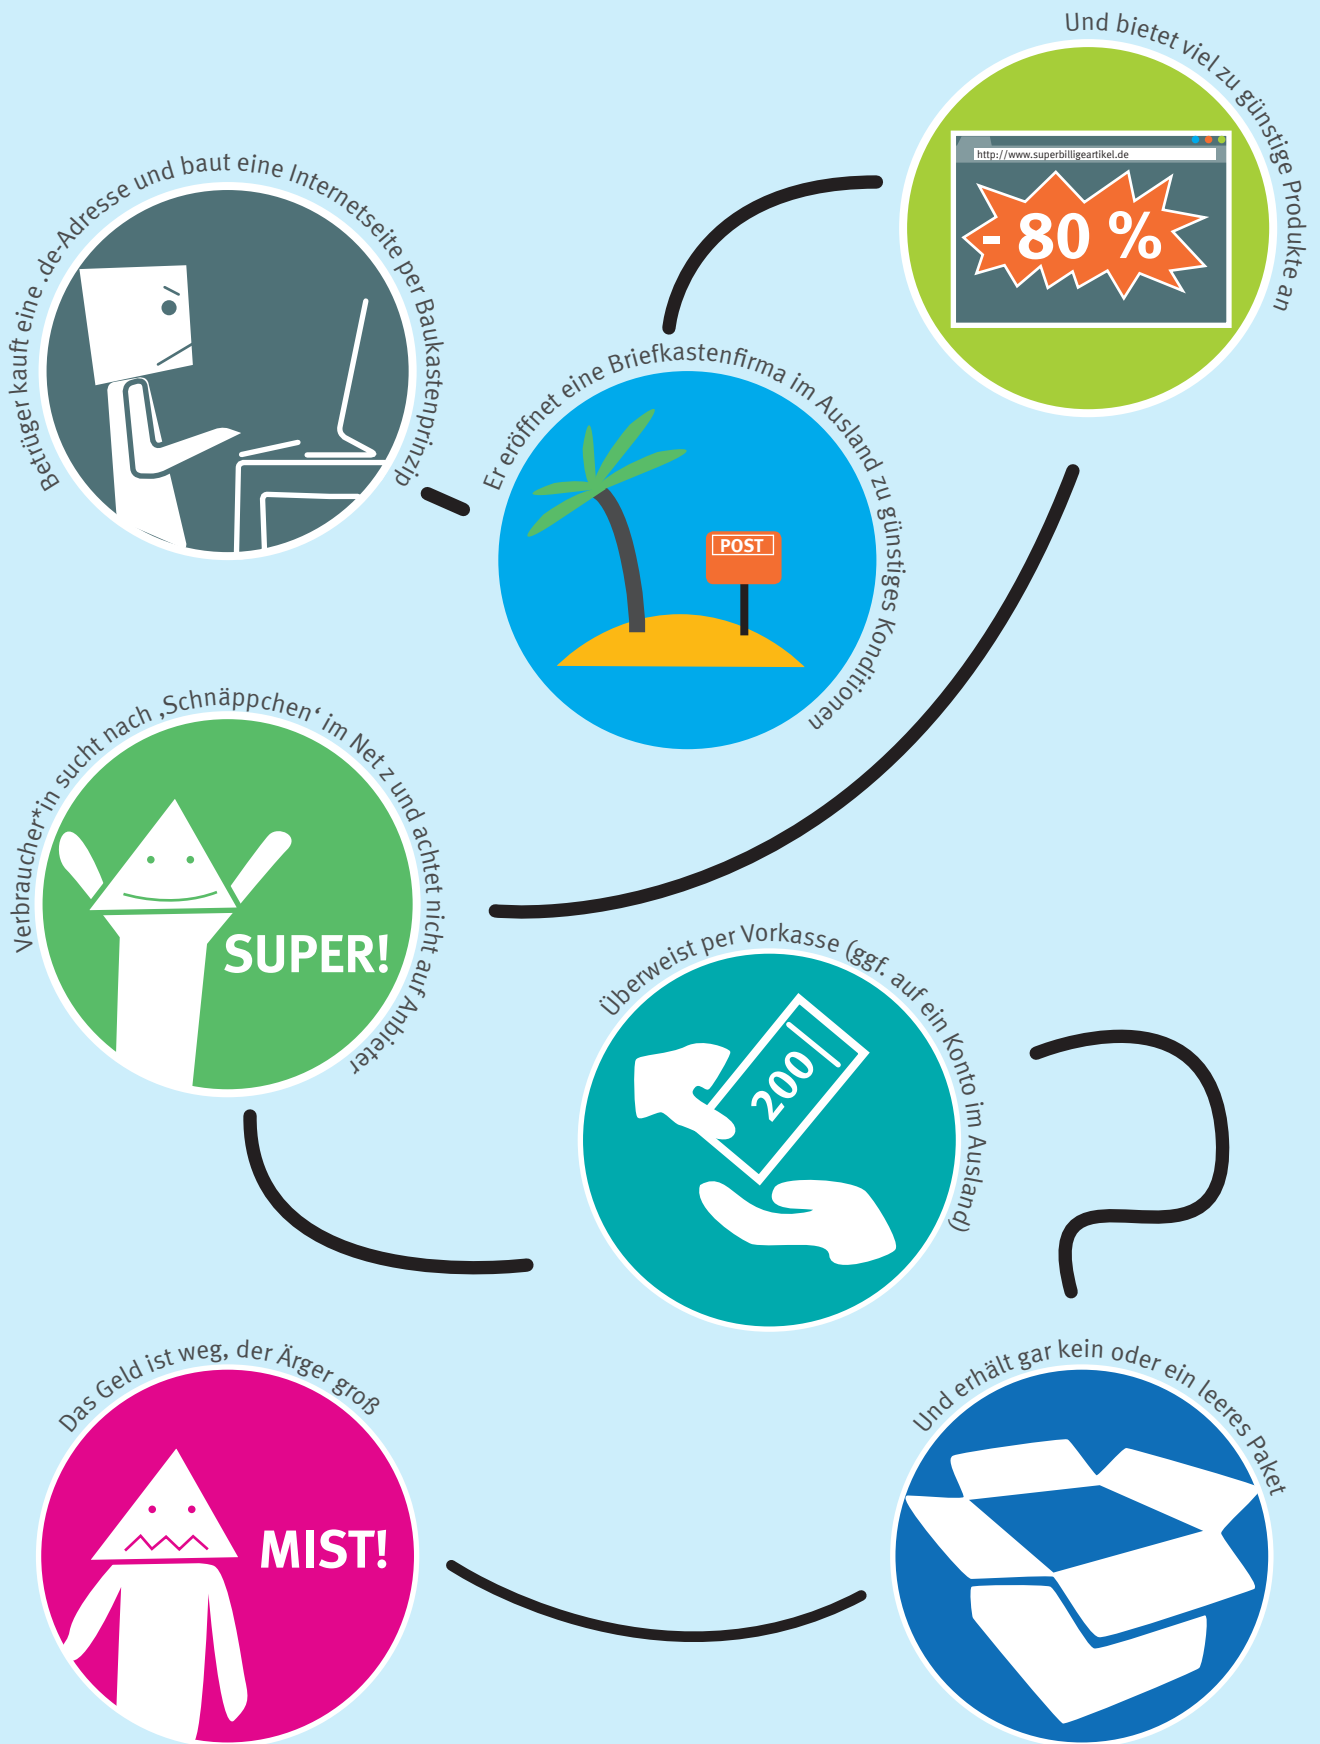 Betrüger kauft eine .de-Adresse und baut eine Internetseite per Baukastenprinzip
Er eröffnet eine Briefkastenfirma im Ausland zu günstiges Konditionen
POST
Und bietet viel zu günstige Produkte an
http://www.superbilligeartikel.de
- 80 %
Verbraucher*in sucht nach ‚Schnäppchen‘ im Netz und achtet nicht auf Anbieter
SUPER!
Überweist per Vorkasse (ggf. auf ein Konto im Ausland)
200
Und erhält gar kein oder ein leeres Paket
Das Geld ist weg, der Ärger groß
MIST!